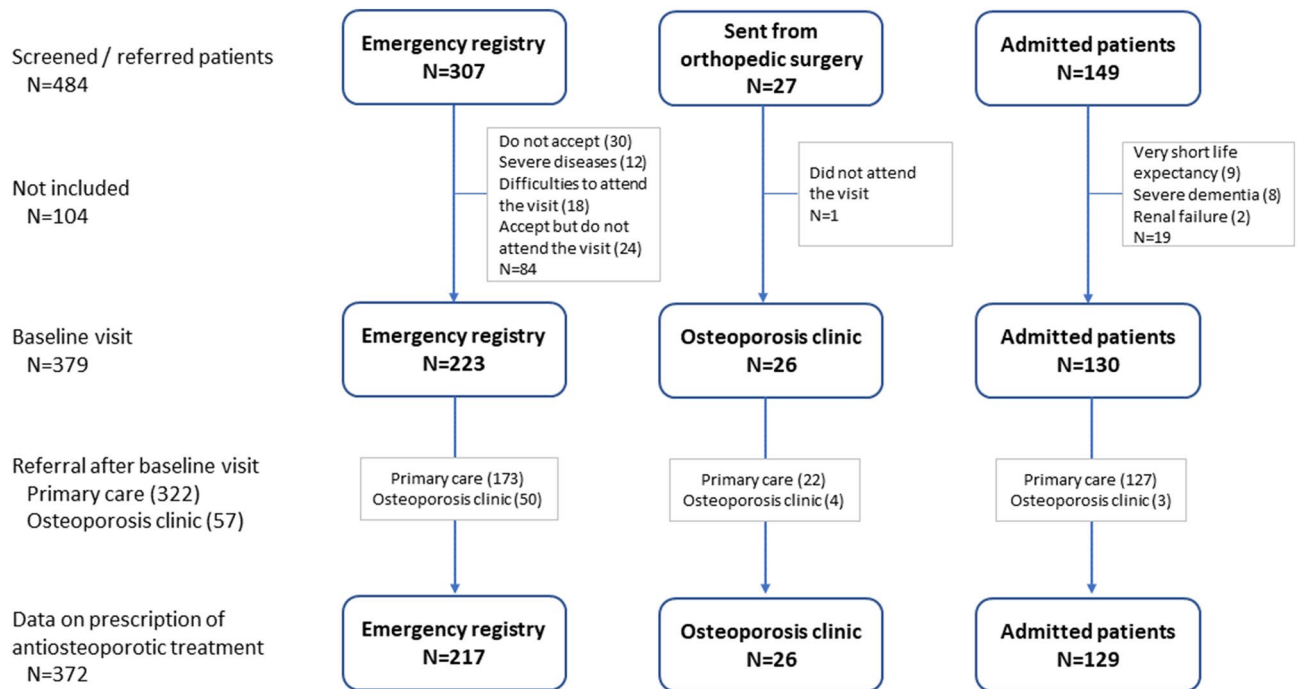 Screened / referred patients
N=484
Emergency registry
N=307
Sent from
orthopedic surgery
N=27
Admitted patients
N=149
Not included
N=104
Do not accept (30)
Severe diseases (12)
Difficulties to attend
the visit (18)
Accept but do not
attend the visit (24)
N=84
Did not attend
the visit
N=1
Very short life
expectancy (9)
Severe dementia (8)
Renal failure (2)
N=19
Baseline visit
N=379
Emergency registry
N=223
Osteoporosis clinic
N=26
Admitted patients
N=130
Referral after baseline visit
Primary care (322)
Osteoporosis clinic (57)
Primary care (173)
Osteoporosis clinic (50)
Primary care (22)
Osteoporosis clinic (4)
Primary care (127)
Osteoporosis clinic (3)
Data on prescription of
antiosteoporotic treatment
N=372
Emergency registry
N=217
Osteoporosis clinic
N=26
Admitted patients
N=129